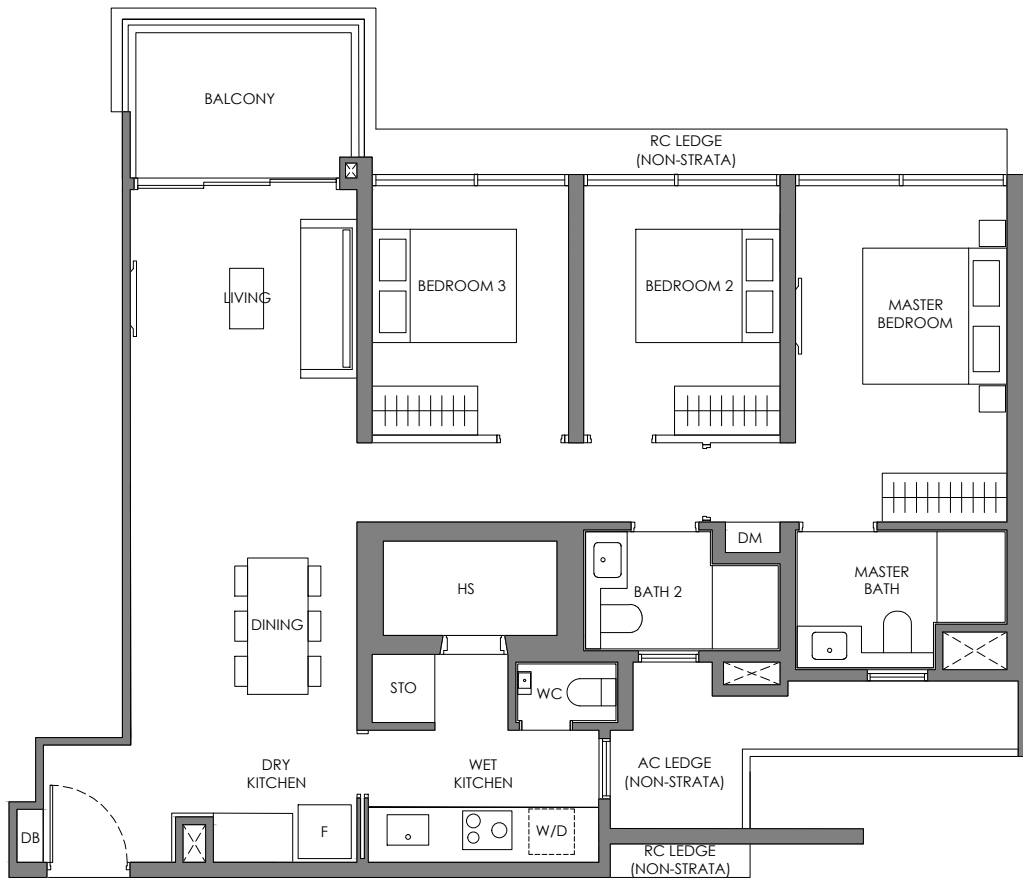 BALCONY
RC LEDGE
(NON-STRATA)
LIVING
BEDROOM 3
BEDROOM 2
MASTER
BEDROOM
DM
HS
BATH 2
MASTER
BATH
DINING
STO
WC
DRY
KITCHEN
WET
KITCHEN
AC LEDGE
(NON-STRATA)
DB
F
W/D
RC LEDGE
(NON-STRATA)